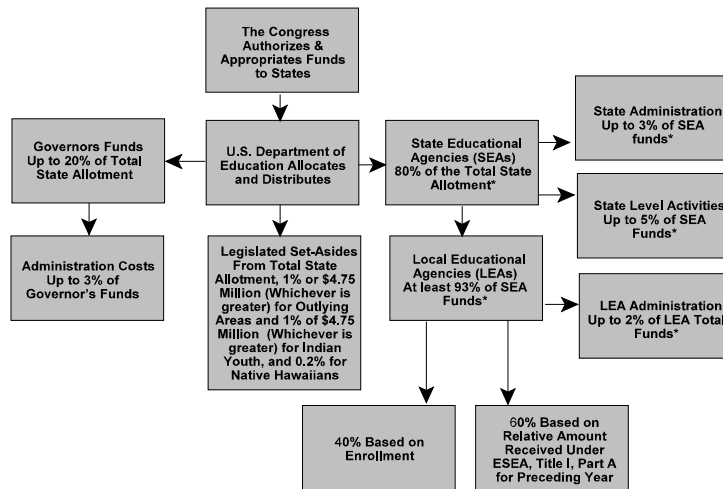 The Congress
Authorizes &
Appropriates Funds
to States
Governors Funds
Up to 20% of Total
State Allotment
U.S. Department of
Education Allocates
and Distributes
State Educational
Agencies (SEAs)
80% of the Total State
Allotment*
State Administration
Up to 3% of SEA
funds*
State Level Activities
Up to 5% of SEA
Funds*
Administration Costs
Up to 3% of
Governor's Funds
Legislated Set-Asides
From Total State
Allotment, 1% or $4.75
Million (Whichever is
greater) for Outlying
Areas and 1% of $4.75
Million (Whichever is
greater) for Indian
Youth, and 0.2% for
Native Hawaiians
Local Educational
Agencies (LEAs)
At least 93% of SEA
Funds*
LEA Administration
Up to 2% of LEA Total
Funds*
40% Based on
Enrollment
60% Based on
Relative Amount
Received Under
ESEA, Title I, Part A
for Preceding Year